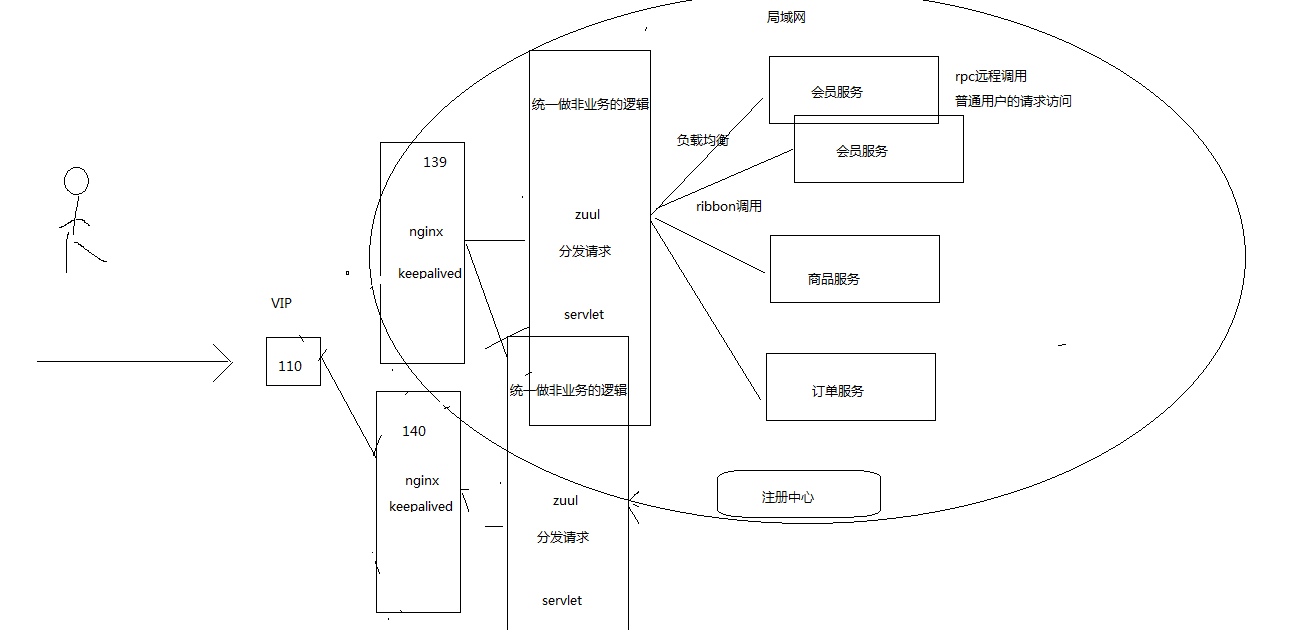 局域网
统一做非业务的逻辑
会员服务
rpc远程调用
普通用户的请求访问
负载均衡
会员服务
139
ribbon调用
zuul
nginx
分发请求
keepalived
商品服务
VIP
servlet
110
统一做非业务的逻辑
订单服务
140
nginx
keepalived
zuul
注册中心
分发请求
servlet